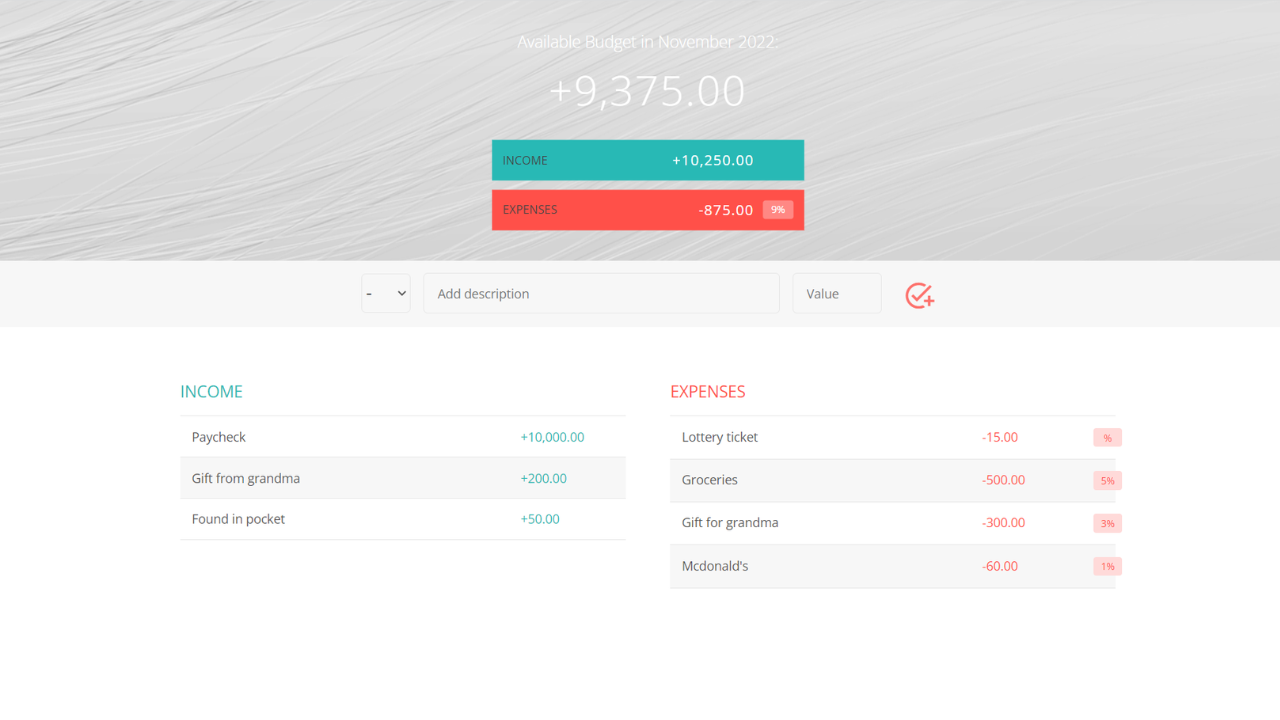 Available Budget in November 2022:
+9,375.00
INCOME +10,250.00
EXPENSES -875.00 9%
- Add description Value
INCOME
Paycheck +10,000.00
Gift from grandma +200.00
Found in pocket +50.00
EXPENSES
Lottery ticket -15.00 %
Groceries -500.00 5%
Gift for grandma -300.00 3%
Mcdonald's -60.00 1%